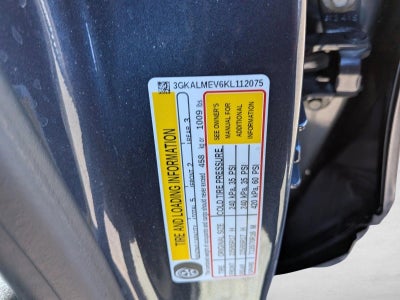 3GKALMEV6KL112075
TIRE AND LOADING INFORMATION
SEATING CAPACITY TOTAL 5 FRONT 2 REAR 3
The combined weight of occupants and cargo should never exceed 458 kg or 1009 lbs
TIRE ORIGINAL SIZE COLD TIRE PRESSURE
FRONT H 240 kPa, 35 PSI
REAR H 240 kPa, 35 PSI
SPARE M 420 kPa, 60 PSI
SEE OWNER'S
MANUAL FOR
ADDITIONAL
INFORMATION